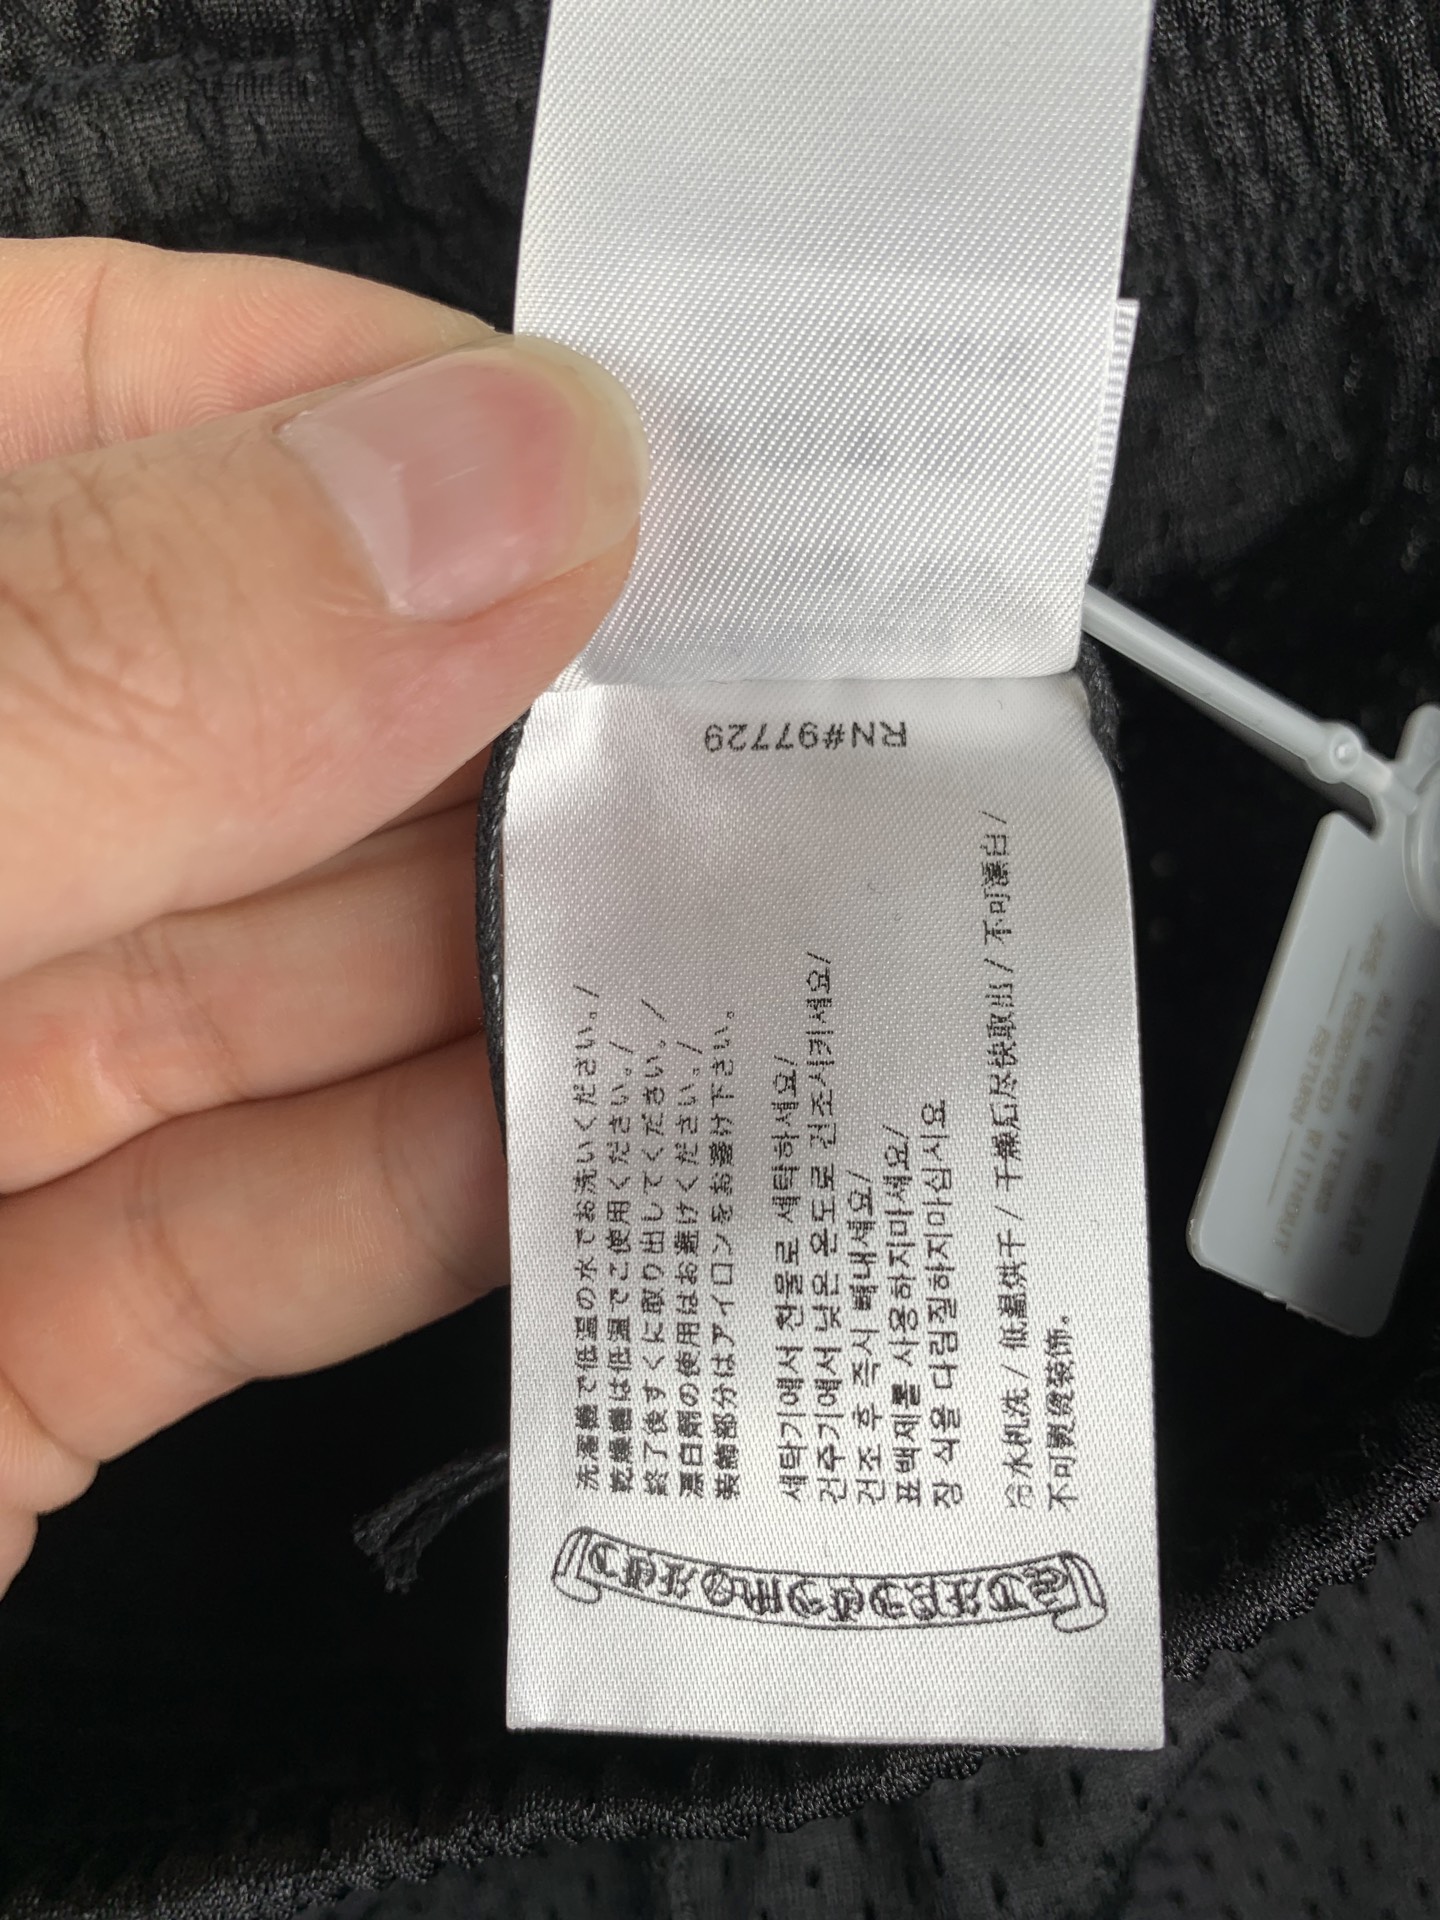 RN#97729
洗濯機で低温の水でお洗いください。/
乾燥機は低温でご使用ください。/
終了後すぐに取り出してください。/
漂白剤の使用はお避けください。/
装飾部分はアイロンをお避け下さい。
세탁기에서 찬물로 세탁하세요/
건주기에서 낮은 온도로 건조시키세요/
건조 후 즉시 빼내세요/
표백제를 사용하지마세요/
장 식을 다림질하지마십시요
冷水机洗 / 低温烘干 / 干燥后尽快取出 / 不可漂白 /
不可熨烫装饰。
ARE REMOVED
RETURN